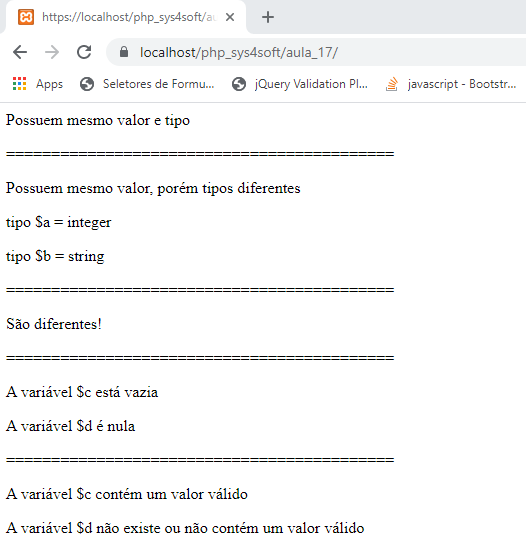 https://localhost/php_sys4soft/au
localhost/php_sys4soft/aula_17/
Apps
Seletores de Formu...
jQuery Validation Pl...
javascript - Bootstr...
Possuem mesmo valor e tipo
===========================================
Possuem mesmo valor, porém tipos diferentes
tipo $a = integer
tipo $b = string
===========================================
São diferentes!
===========================================
A variável $c está vazia
A variável $d é nula
===========================================
A variável $c contém um valor válido
A variável $d não existe ou não contém um valor válido